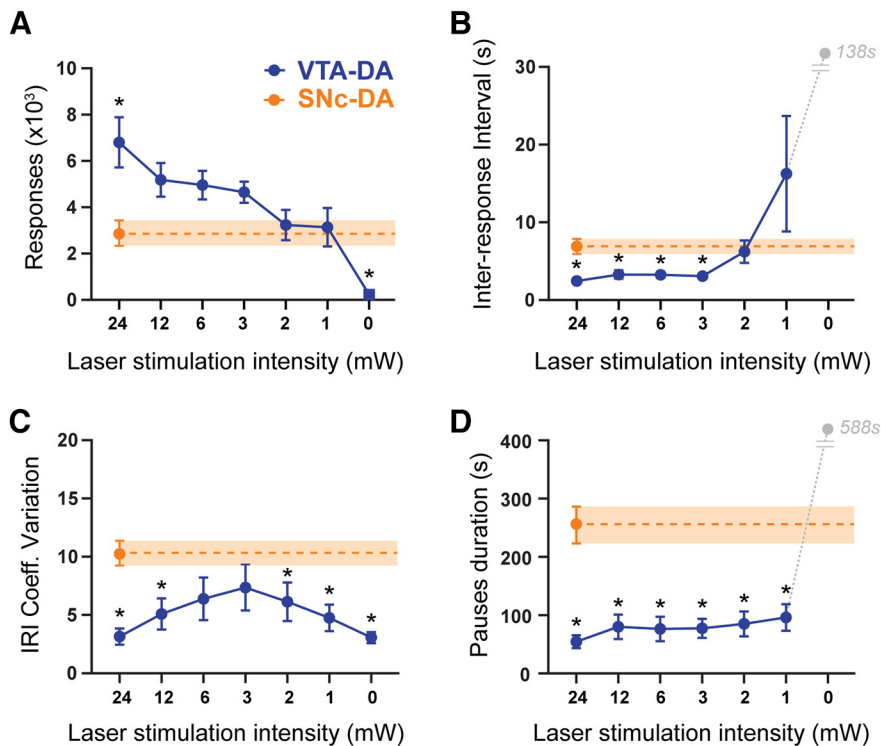 A
Responses (x10³)
10
8
6
4
2
0
*
*
VTA-DA
SNc-DA
24 12 6 3 2 1 0
Laser stimulation intensity (mW)
B
Inter-response Interval (s)
30
20
10
0
* * * *
138s
24 12 6 3 2 1 0
Laser stimulation intensity (mW)
C
IRI Coeff. Variation
20
15
10
5
0
* * * * *
24 12 6 3 2 1 0
Laser stimulation intensity (mW)
D
Pauses duration (s)
400
300
200
100
0
* * * * * *
588s
24 12 6 3 2 1 0
Laser stimulation intensity (mW)